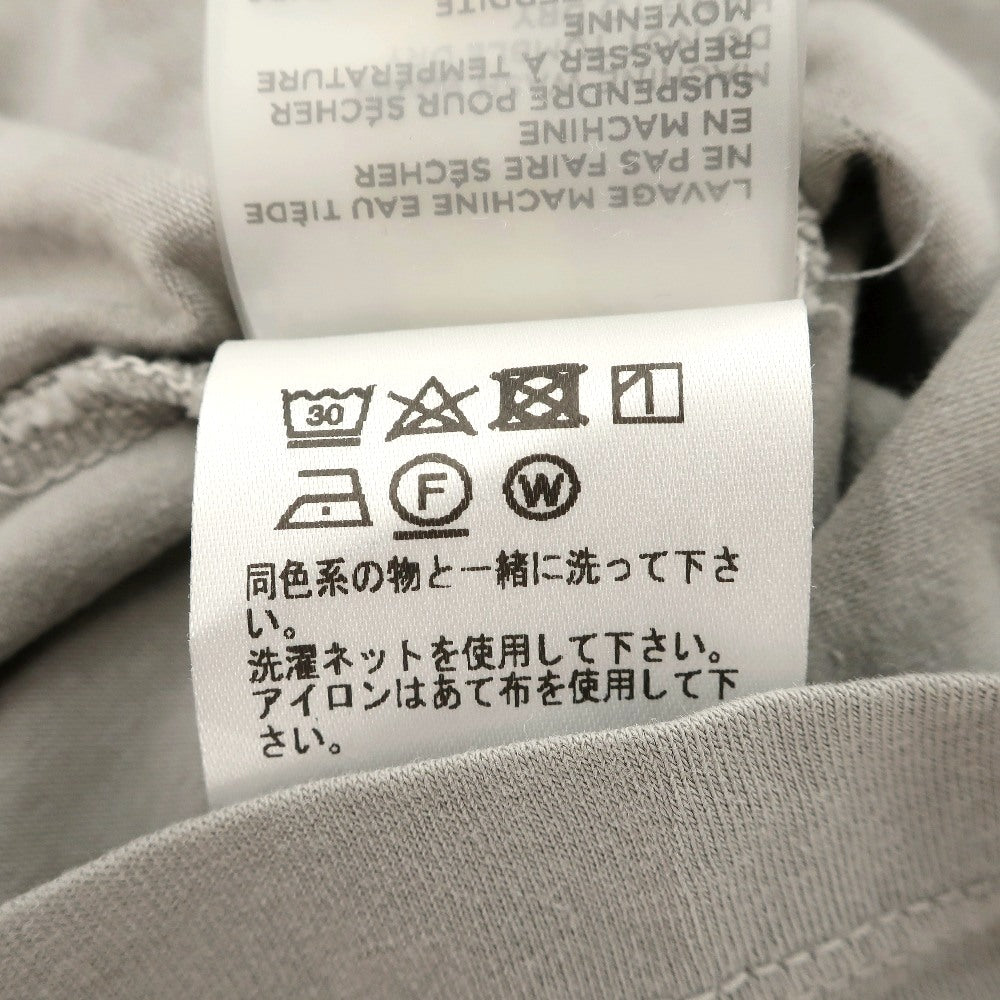 LAVAGE MACHINE EAU TIÈDE
NE PAS FAIRE SÉCHER
EN MACHINE
SUSPENDRE POUR SÉCHER
REPASSER À TEMPÉRATURE
MOYENNE
30
F
W
同色系の物と一緒に洗って下さ
い。
洗濯ネットを使用して下さい。
アイロンはあて布を使用して下
さい。